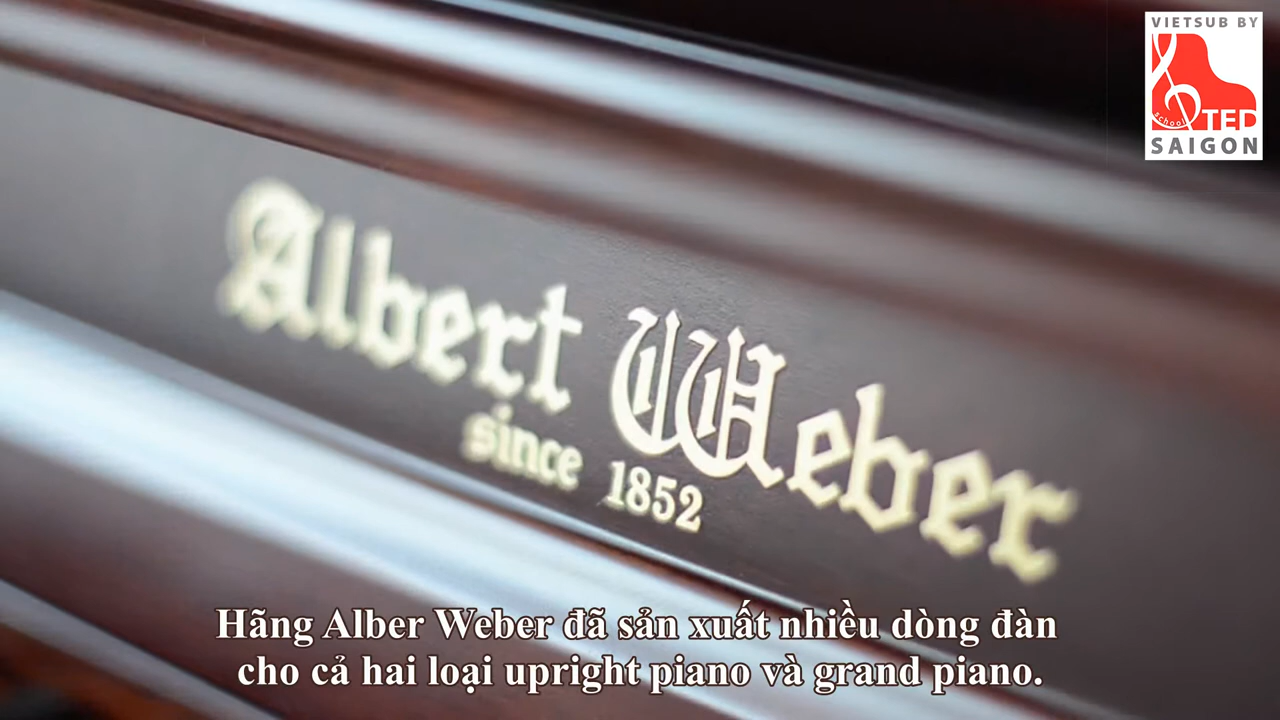 VIETSUB BY
school
TED
SAIGON
Albert Weber
since 1852
Hãng Alber Weber đã sản xuất nhiều dòng đàn
cho cả hai loại upright piano và grand piano.